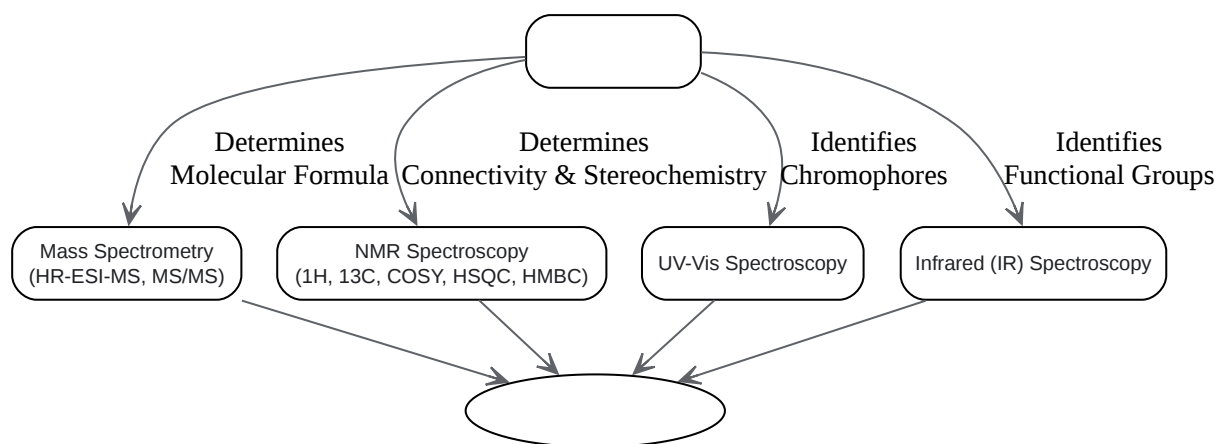 Determines
Molecular Formula
Determines
Connectivity & Stereochemistry
Identifies
Chromophores
Identifies
Functional Groups
Mass Spectrometry
(HR-ESI-MS, MS/MS)
NMR Spectroscopy
(1H, 13C, COSY, HSQC, HMBC)
UV-Vis Spectroscopy
Infrared (IR) Spectroscopy